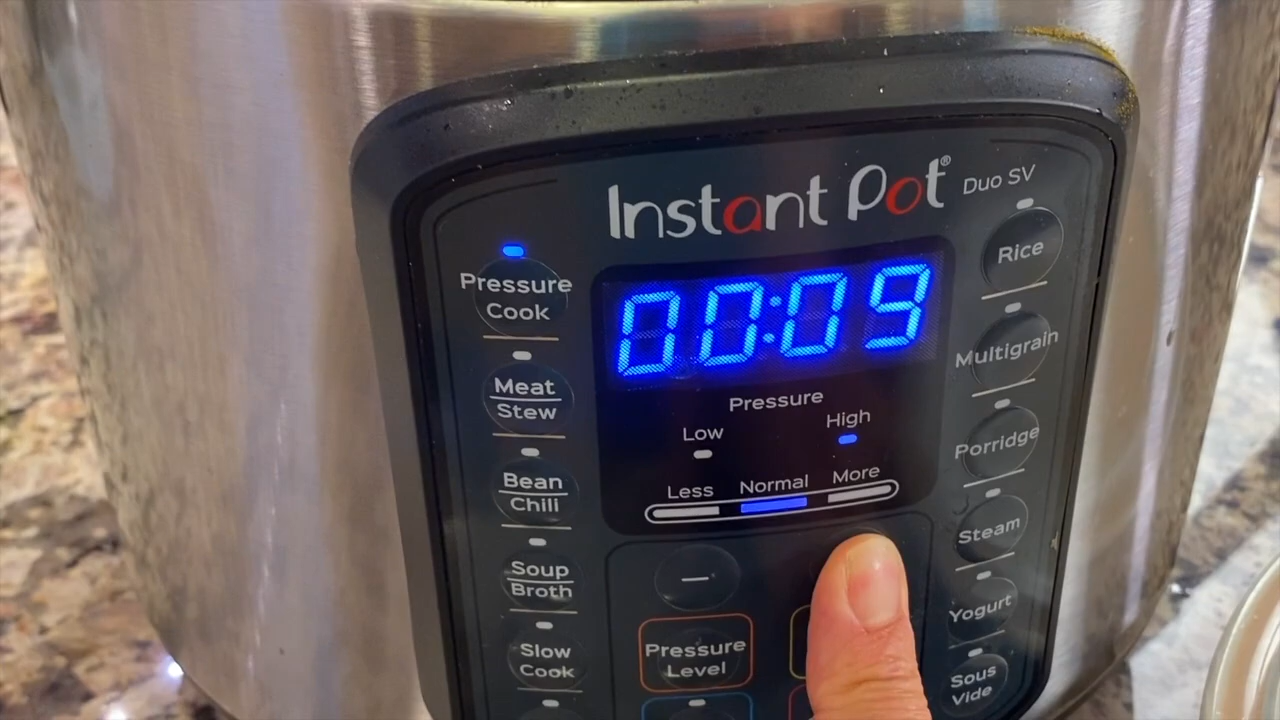 Instant Pot® Duo SV
00:09
Pressure
Low
High
Less
Normal
More
Pressure
Cook
Meat
Stew
Bean
Chili
Soup
Broth
Slow
Cook
—
Pressure
Level
Rice
Multigrain
Porridge
Steam
Yogurt
Sous
Vide